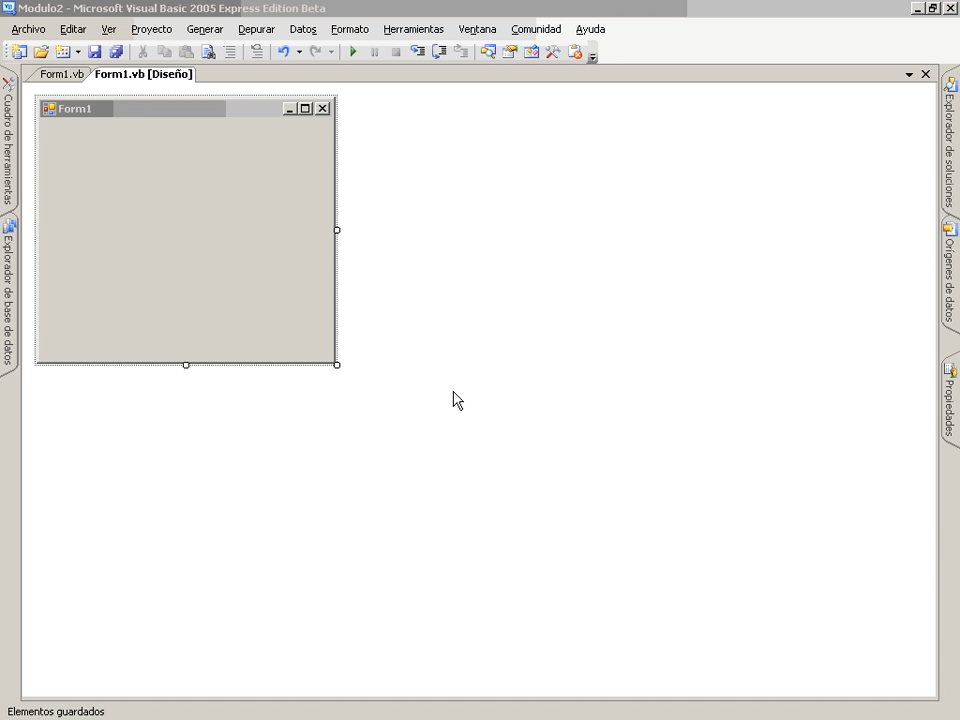 Modulo2 - Microsoft Visual Basic 2005 Express Edition Beta
Archivo Editar Ver Proyecto Generar Depurar Datos Formato Herramientas Ventana Comunidad Ayuda
Form1.vb Form1.vb [Diseño]
Form1
Cuadro de herramientas
Explorador de base de datos
Explorador de soluciones
Orígenes de datos
Propiedades
Elementos guardados